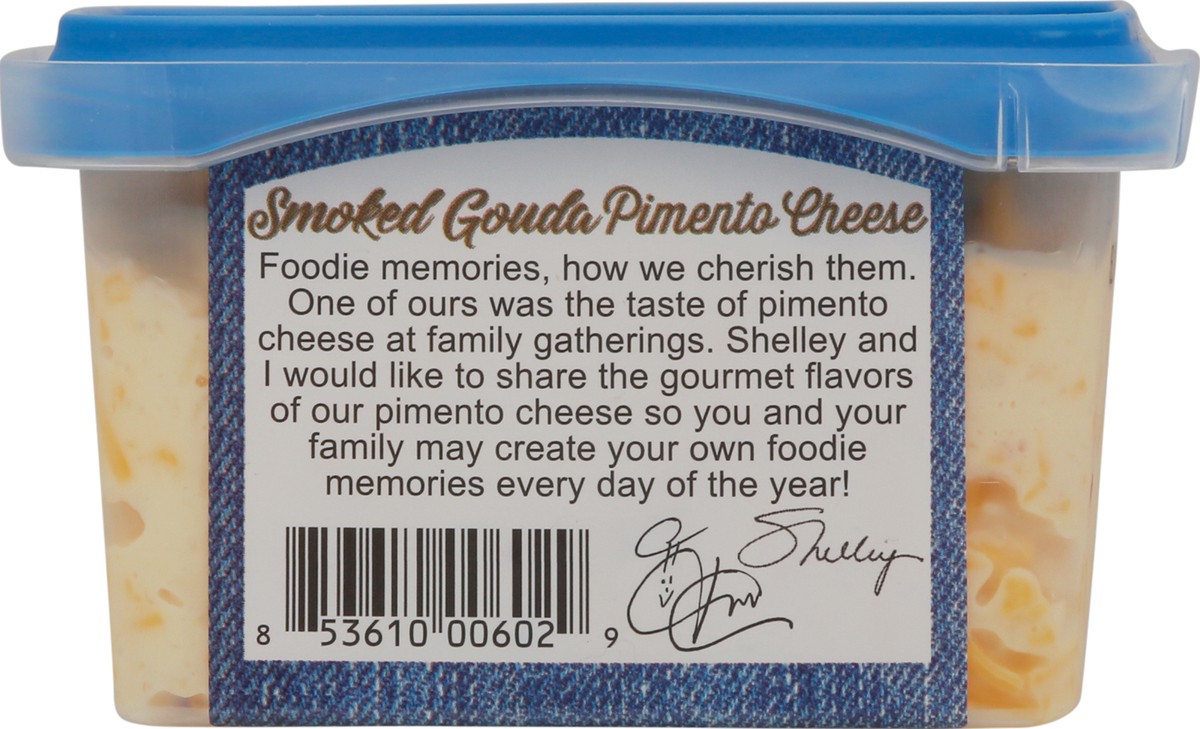 Smoked Gouda Pimento Cheese
Foodie memories, how we cherish them.
One of ours was the taste of pimento
cheese at family gatherings. Shelley and
I would like to share the gourmet flavors
of our pimento cheese so you and your
family may create your own foodie
memories every day of the year!
Shelley
8 53610 00602 9